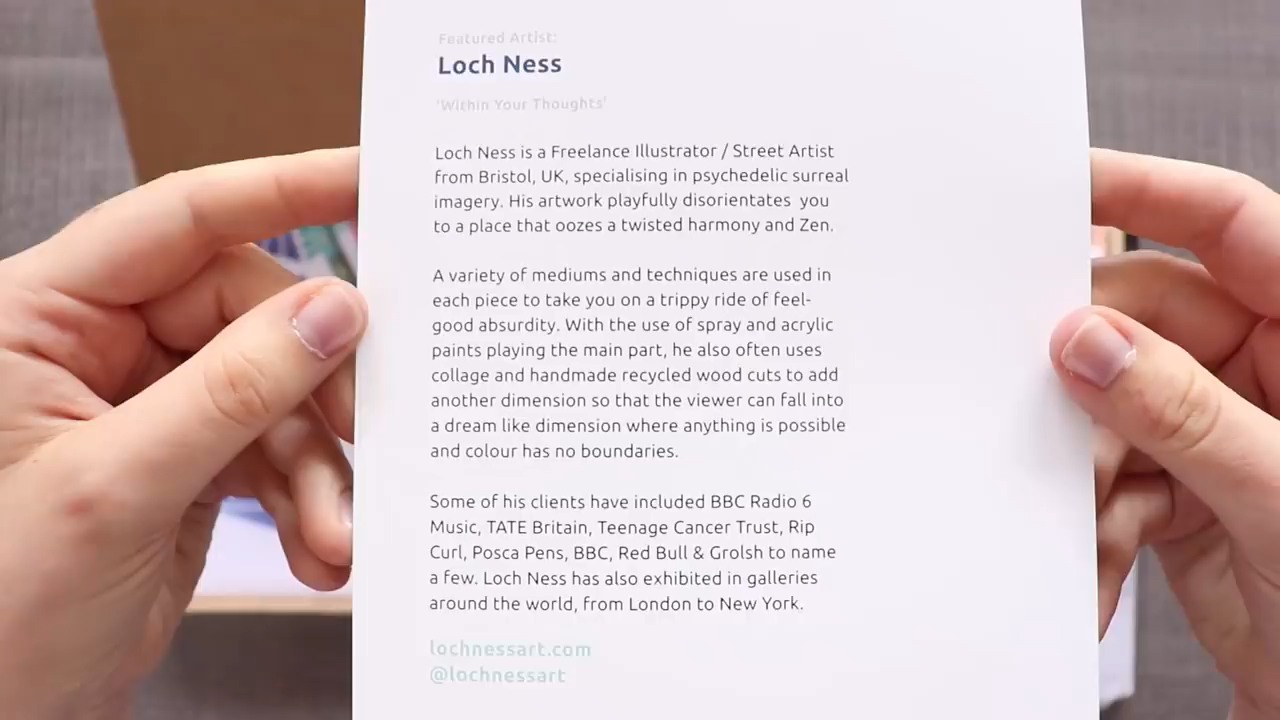 Featured Artist:
Loch Ness
'Within Your Thoughts'
Loch Ness is a Freelance Illustrator / Street Artist
from Bristol, UK, specialising in psychedelic surreal
imagery. His artwork playfully disorientates you
to a place that oozes a twisted harmony and Zen.
A variety of mediums and techniques are used in
each piece to take you on a trippy ride of feel-
good absurdity. With the use of spray and acrylic
paints playing the main part, he also often uses
collage and handmade recycled wood cuts to add
another dimension so that the viewer can fall into
a dream like dimension where anything is possible
and colour has no boundaries.
Some of his clients have included BBC Radio 6
Music, TATE Britain, Teenage Cancer Trust, Rip
Curl, Posca Pens, BBC, Red Bull & Grolsh to name
a few. Loch Ness has also exhibited in galleries
around the world, from London to New York.
lochnessart.com
@lochnessart